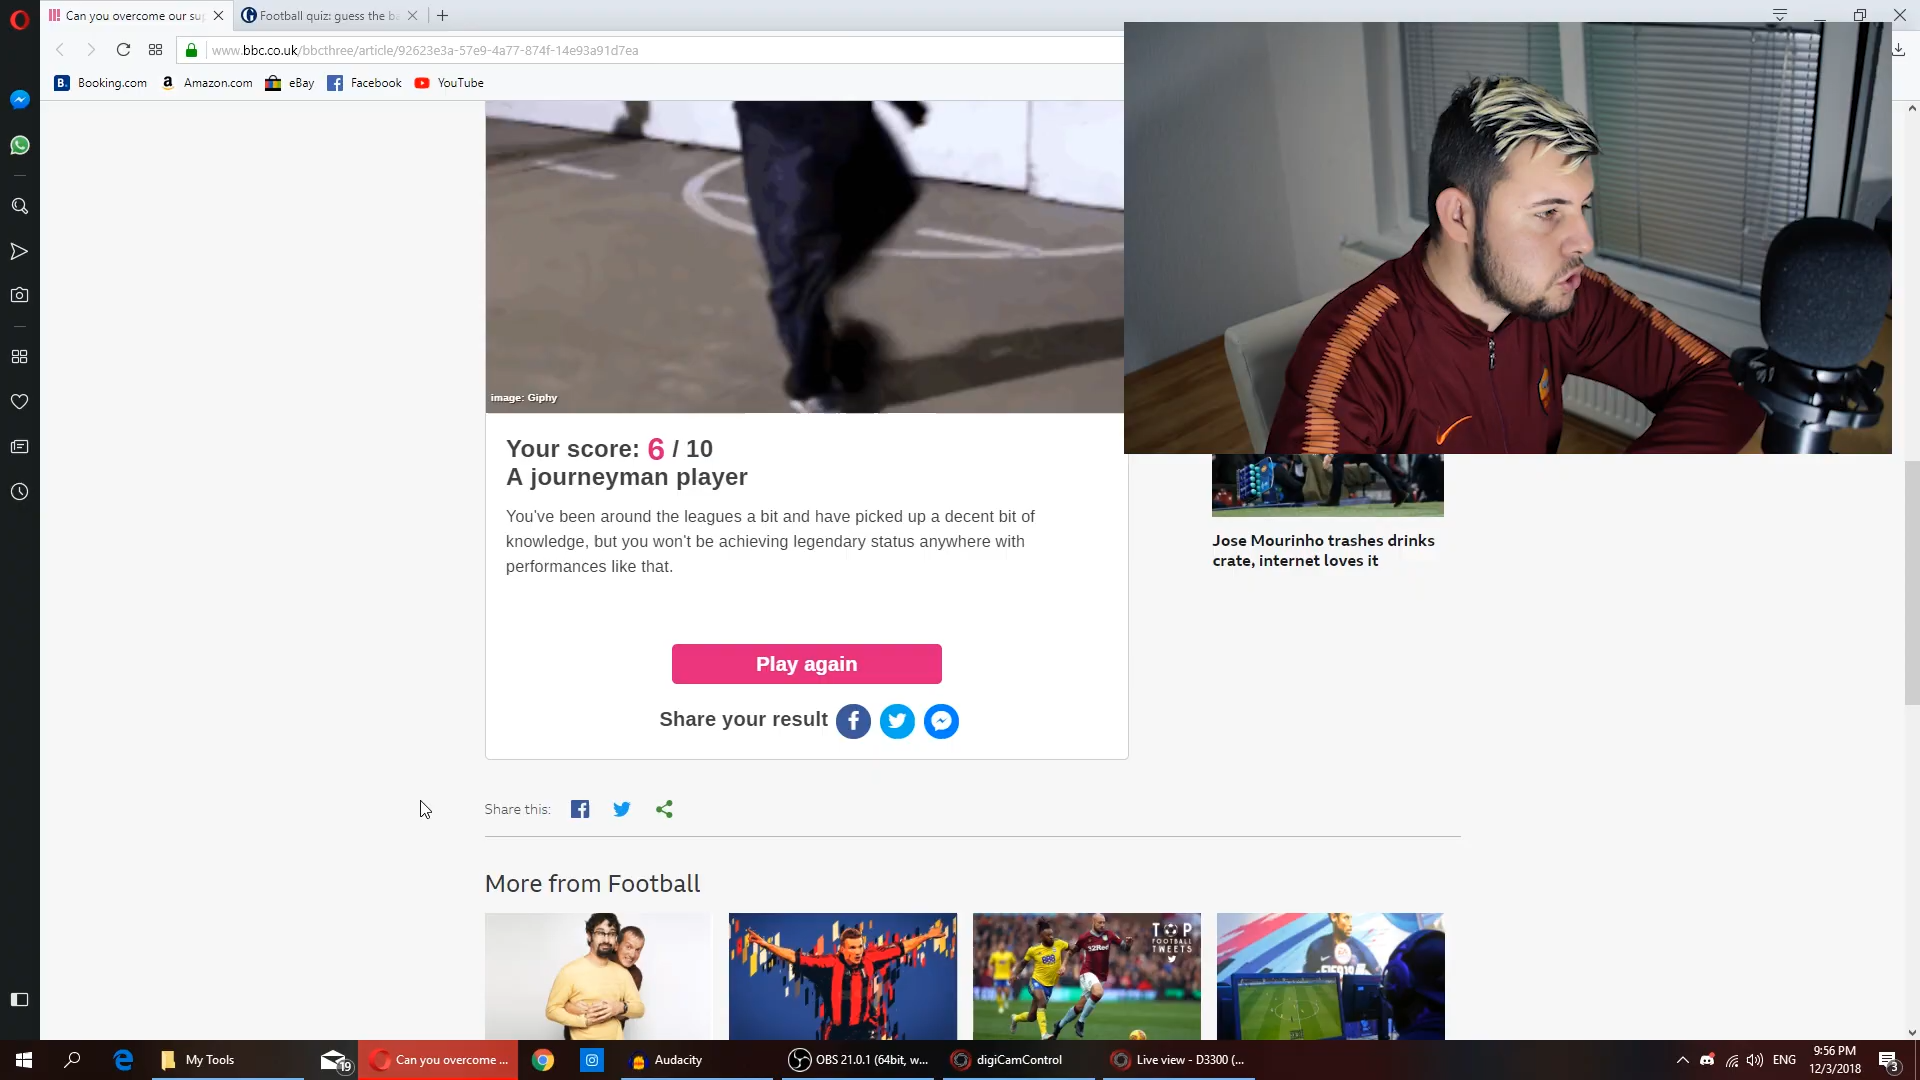 Can you overcome our sup
Football quiz: guess the ba
www.bbc.co.uk/bbcthree/article/92623e3a-57e9-4a77-874f-14e93a91d7ea
B. Booking.com
a Amazon.com
eBay
Facebook
YouTube
image: Giphy
Your score: 6 / 10
A journeyman player
You've been around the leagues a bit and have picked up a decent bit of
knowledge, but you won't be achieving legendary status anywhere with
performances like that.
Play again
Share your result
Jose Mourinho trashes drinks
crate, internet loves it
Share this:
More from Football
TOP
FOOTBALL
TWEETS
32Red
FIFA19
My Tools
19
Can you overcome ...
Audacity
OBS 21.0.1 (64bit, w...
digiCamControl
Live view - D3300 (...
ENG
9:56 PM
12/3/2018
3